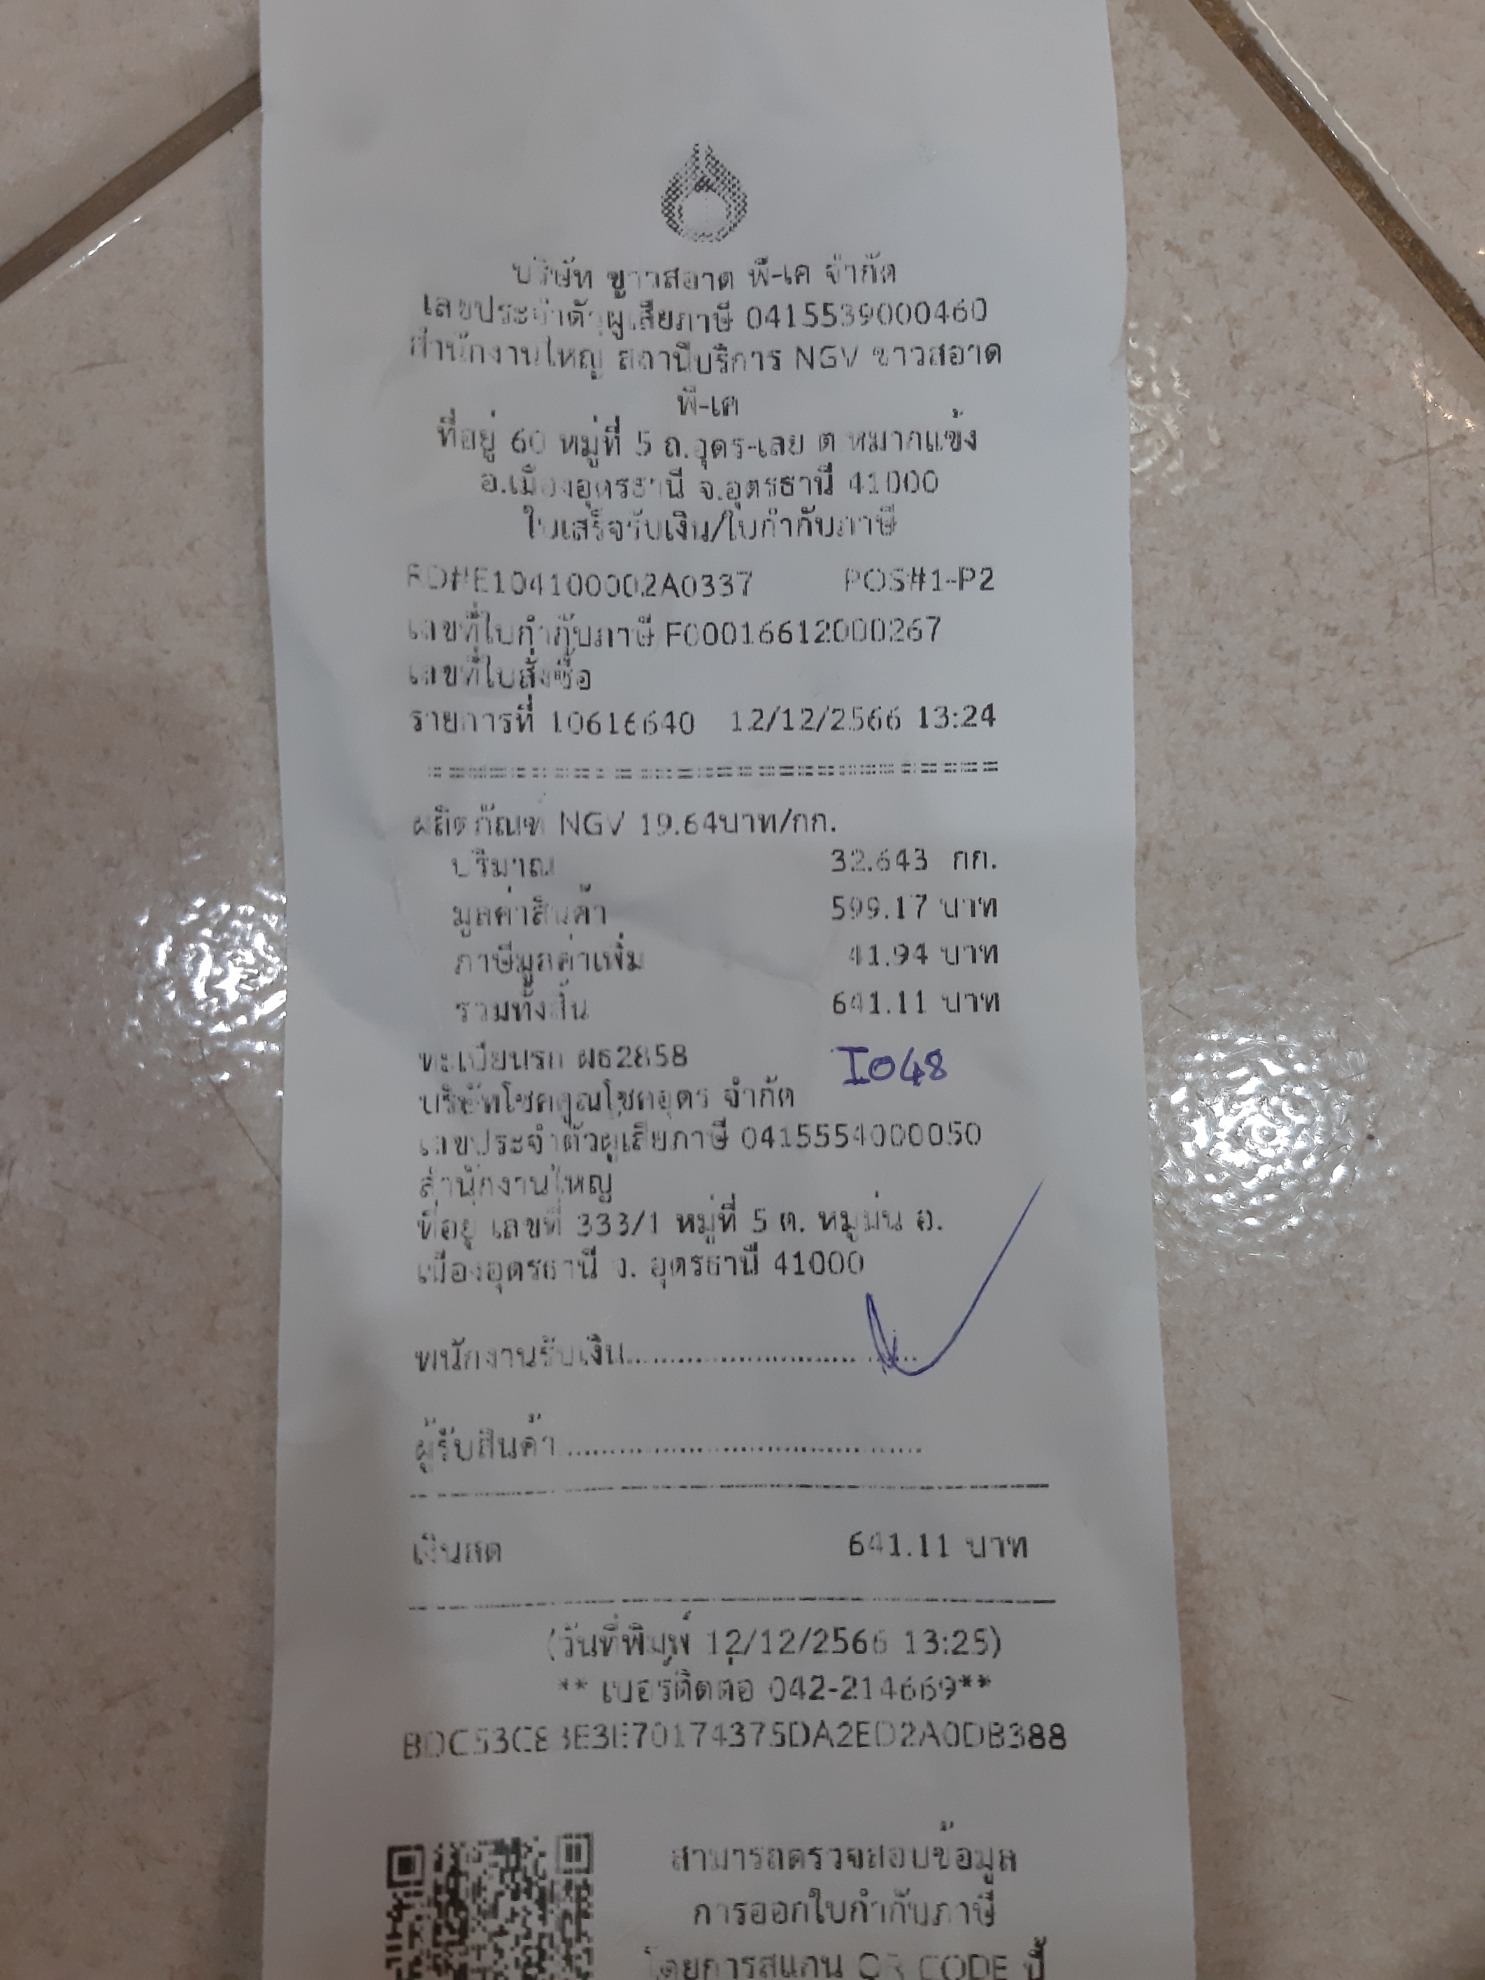 บริษัท ขาวสอาด พี-เค จำกัด
เลขประจำตัวผู้เสียภาษี 0415539000460
สำนักงานใหญ่ สถานีบริการ NGV ขาวสอาด
พี-เค
ที่อยู่ 60 หมู่ที่ 5 ถ.อุดร-เลย ต.หมากแข้ง
อ.เมืองอุดรธานี จ.อุดรธานี 41000
ใบเสร็จรับเงิน/ใบกำกับภาษี
RD#E104100002A0337 POS#1-P2
เลขที่ใบกำกับภาษี F00016612000267
เลขที่ใบสั่งซื้อ
รายการที่ 10616640 12/12/2566 13:24
ผลิตภัณฑ์ NGV 19.64บาท/กก.
ปริมาณ 32.643 กก.
มูลค่าสินค้า 599.17 บาท
ภาษีมูลค่าเพิ่ม 41.94 บาท
รวมทั้งสิ้น 641.11 บาท
ทะเบียนรถ ผธ2858 I048
บริษัทโชคคูณโชคอุดร จำกัด
เลขประจำตัวผู้เสียภาษี 0415554000050
สำนักงานใหญ่
ที่อยู่ เลขที่ 333/1 หมู่ที่ 5 ต. หมูม่น อ.
เมืองอุดรธานี จ. อุดรธานี 41000
พนักงานรับเงิน..................................
ผู้รับสินค้า..........................................
เงินสด 641.11 บาท
(วันที่พิมพ์ 12/12/2566 13:25)
** เบอร์ติดต่อ 042-214669**
สามารถตรวจสอบข้อมูล
การออกใบกำกับภาษี
โดยการสแกน QR CODE นี้